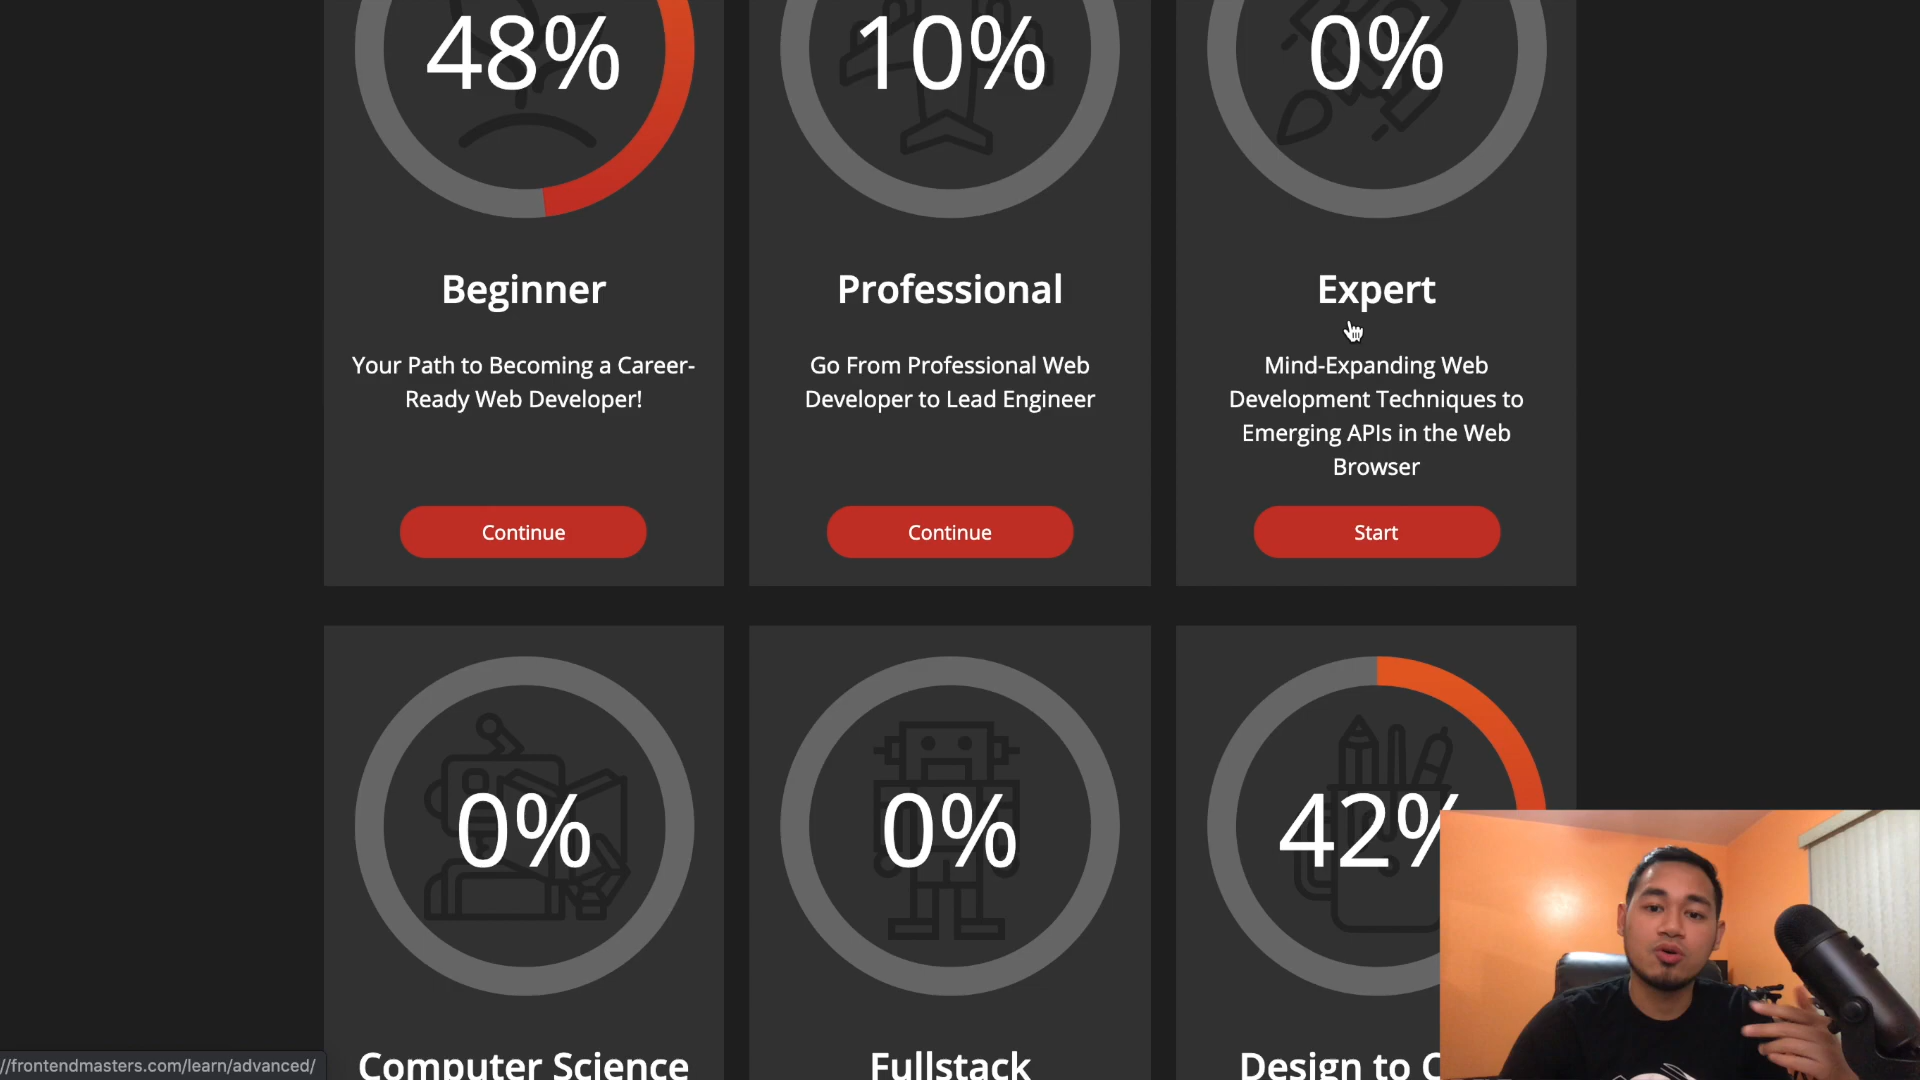 48%
10%
0%
Beginner
Professional
Expert
Your Path to Becoming a Career-
Ready Web Developer!
Go From Professional Web
Developer to Lead Engineer
Mind-Expanding Web
Development Techniques to
Emerging APIs in the Web
Browser
Continue
Continue
Start
0%
0%
42%
Computer Science
Fullstack
Design to C
//frontendmasters.com/learn/advanced/